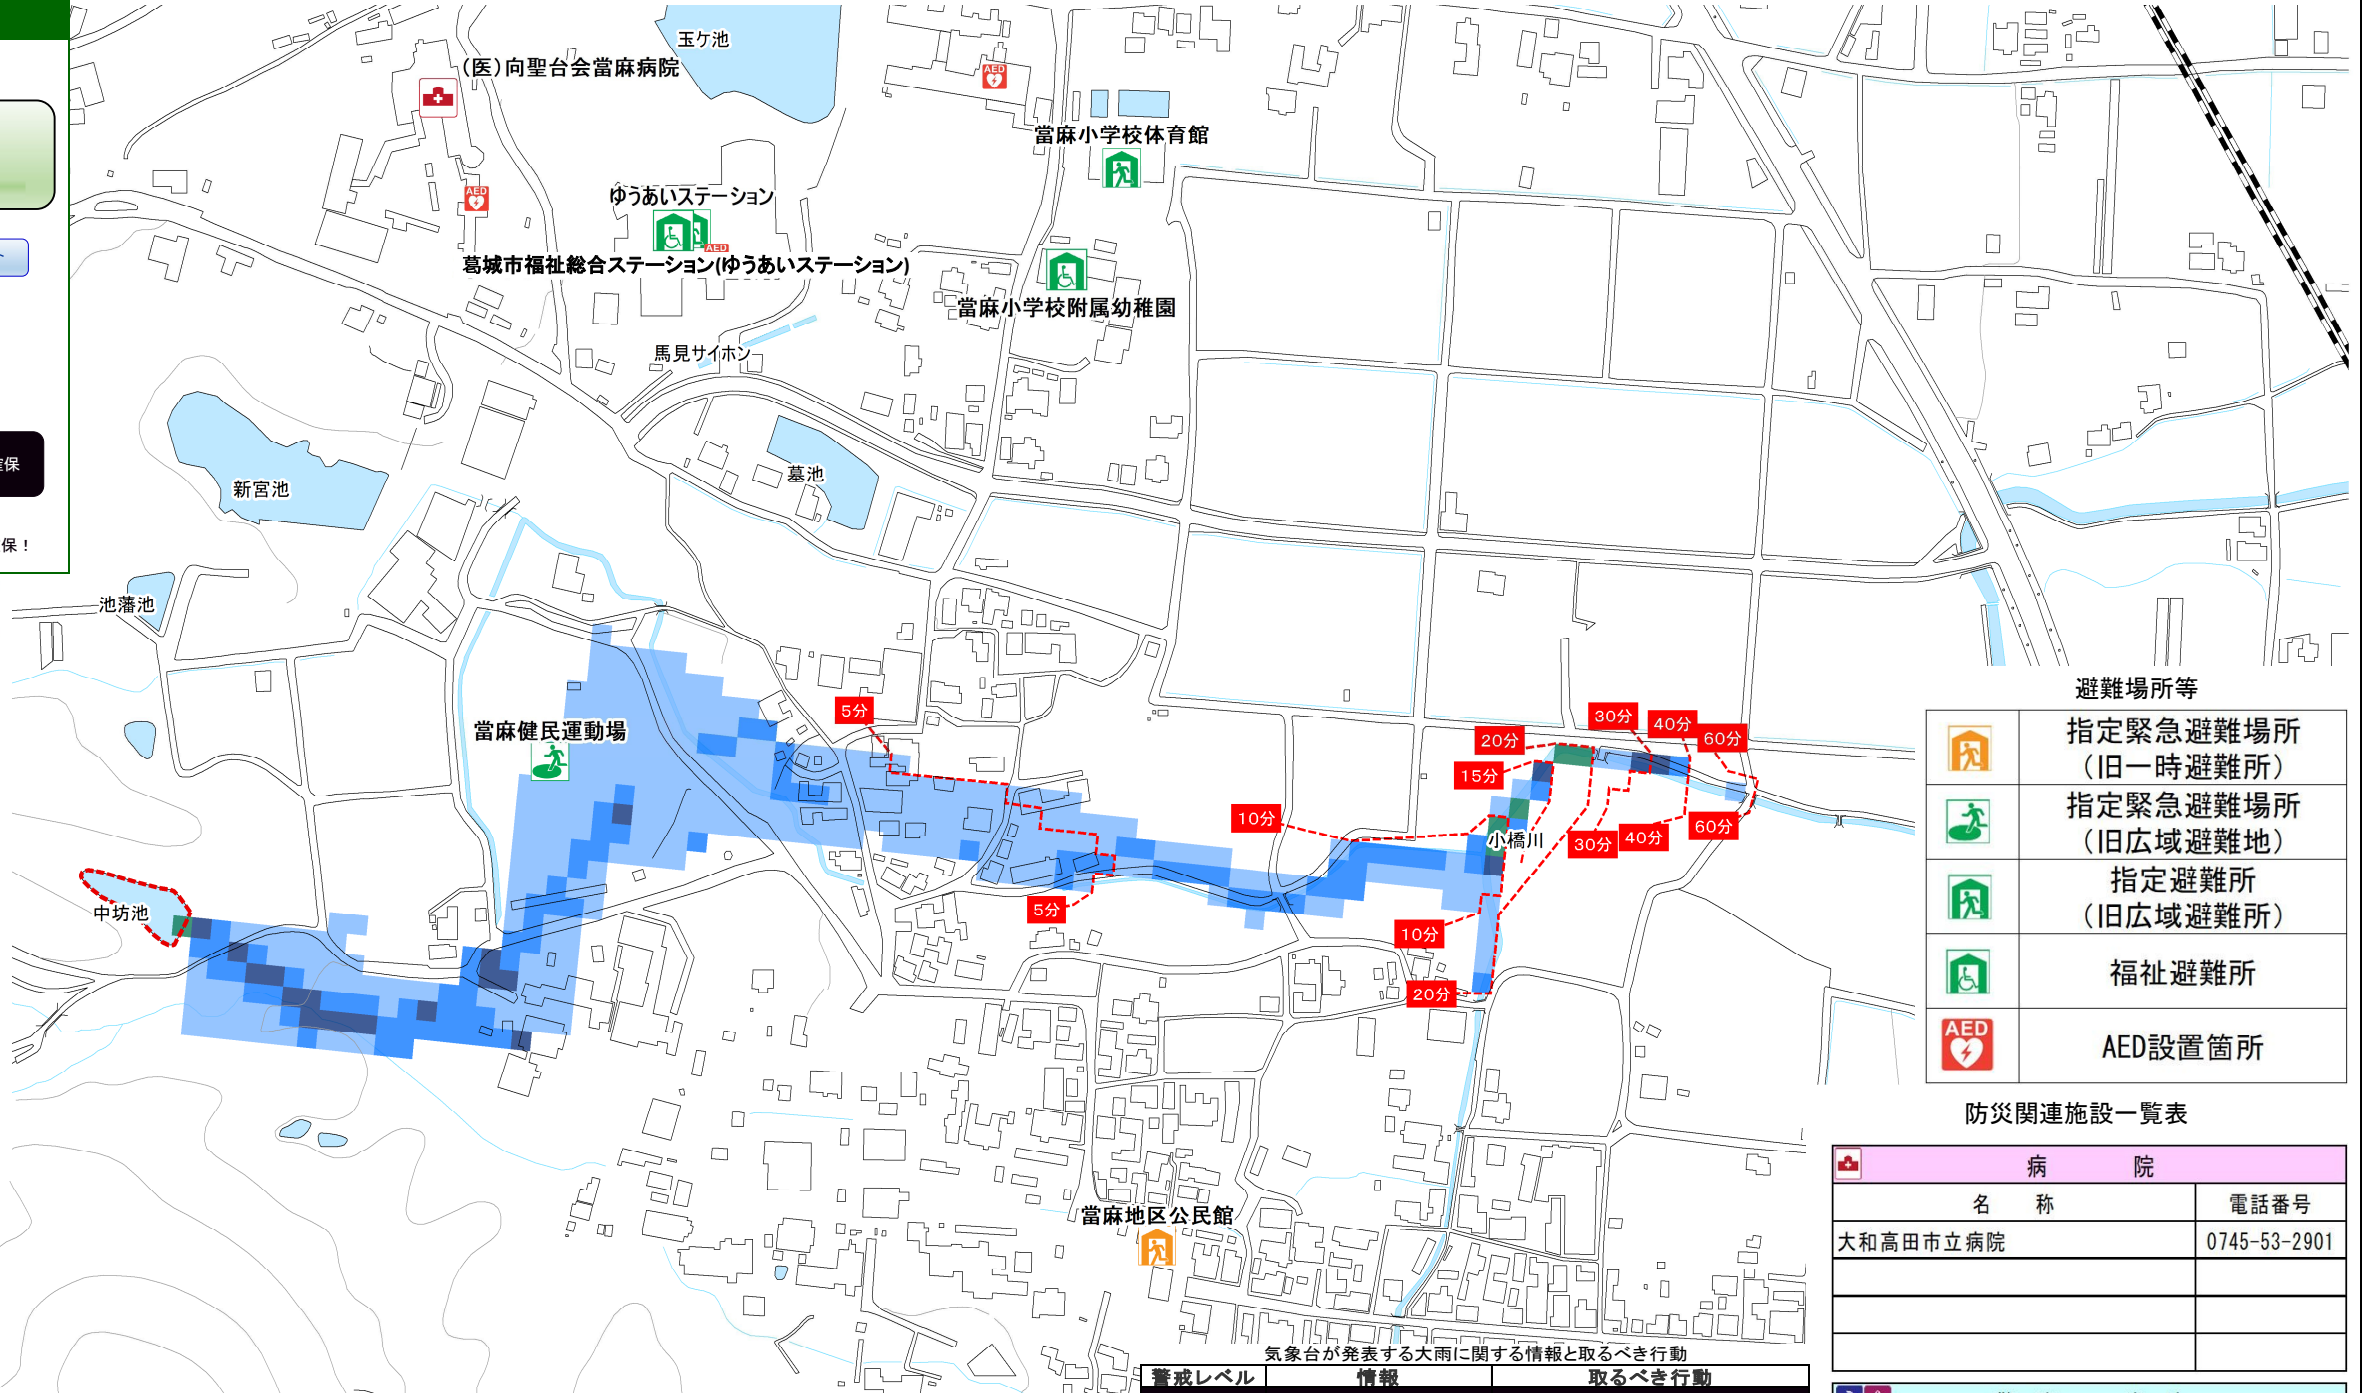 玉ケ池
(医)向聖台会當麻病院
AED
當麻小学校体育館
AED
ゆうあいステーション
AED
葛城市福祉総合ステーション(ゆうあいステーション)
當麻小学校附属幼稚園
馬見サイホン
墓池
新宮池
保
保！
池藩池
當麻健民運動場
中坊池
小橋川
5分
5分
10分
10分
15分
20分
20分
30分
30分
40分
40分
60分
60分
當麻地区公民館
避難場所等
指定緊急避難場所
(旧一時避難所)
指定緊急避難場所
(旧広域避難地)
指定避難所
(旧広域避難所)
福祉避難所
AED
AED設置箇所
防災関連施設一覧表
病　院
名　称　電話番号
大和高田市立病院　0745-53-2901
気象台が発表する大雨に関する情報と取るべき行動
警戒レベル　情報　取るべき行動